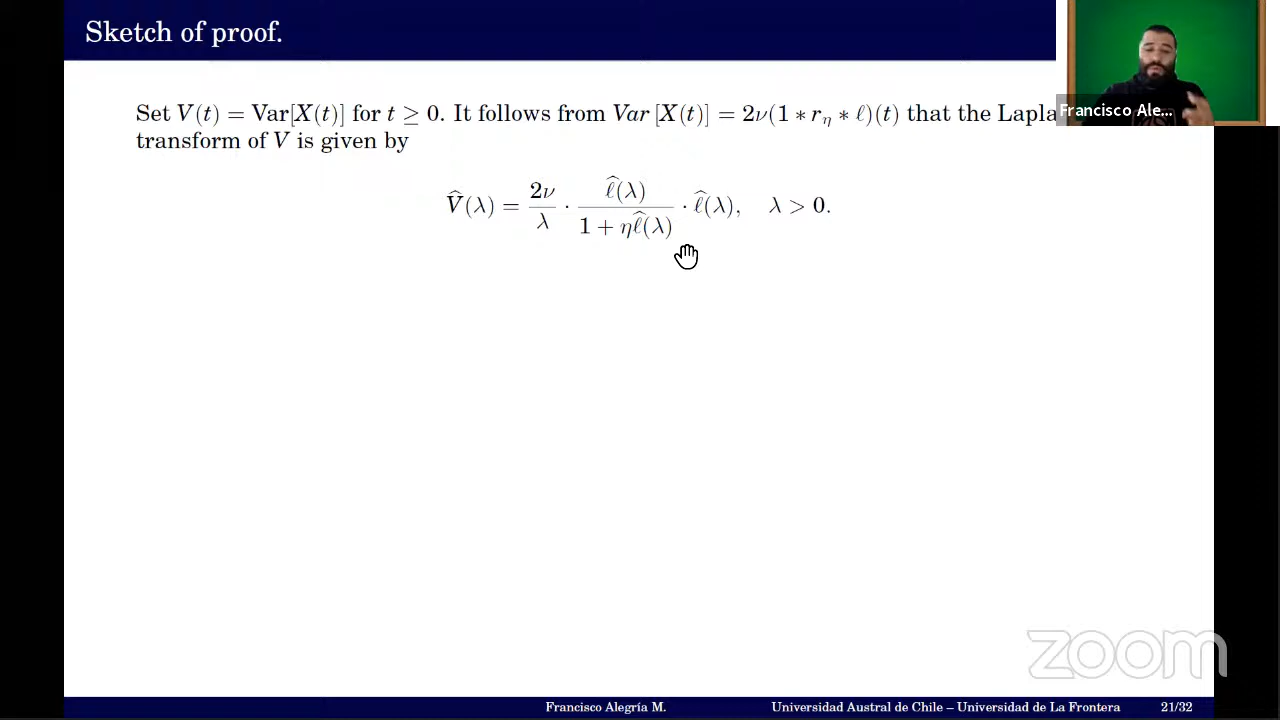 Sketch of proof.
Set V(t) = Var[X(t)] for t ≥ 0. It follows from Var [X(t)] = 2ν(1 ∗ r_η ∗ ℓ)(t) that the Lapla
transform of V is given by
V̂(λ) = 2ν/λ · ℓ̂(λ)/(1 + ηℓ̂(λ)) · ℓ̂(λ), λ > 0.
Francisco Ale...
zoom
Francisco Alegría M. Universidad Austral de Chile – Universidad de La Frontera 21/32